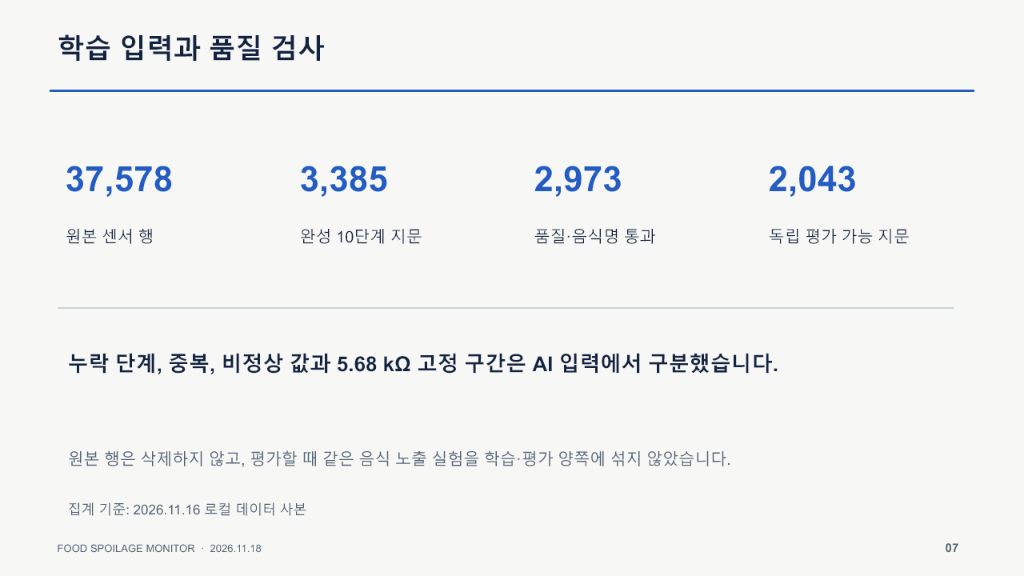 학습 입력과 품질 검사
37,578
3,385
2,973
2,043
원본 센서 행
완성 10단계 지문
품질·음식명 통과
독립 평가 가능 지문
누락 단계, 중복, 비정상 값과 5.68 kΩ 고정 구간은 AI 입력에서 구분했습니다.
원본 행은 삭제하지 않고, 평가할 때 같은 음식 노출 실험을 학습·평가 양쪽에 섞지 않았습니다.
집계 기준: 2026.11.16 로컬 데이터 사본
FOOD SPOILAGE MONITOR · 2026.11.18
07